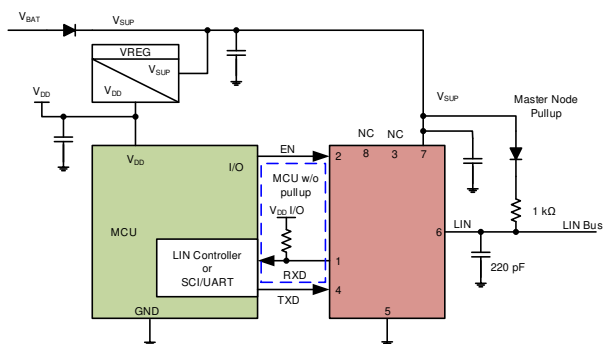 VBAT
VSUP
VREG
VSUP
VDD
VDD
VSUP
Master Node
Pullup
NC NC
EN
2 8 3 7
VDD
I/O
MCU w/o
pullup
VDD I/O
MCU
LIN Controller
or
SCI/UART
RXD
1
TXD
4
6
LIN
1 kΩ
LIN Bus
220 pF
GND
5